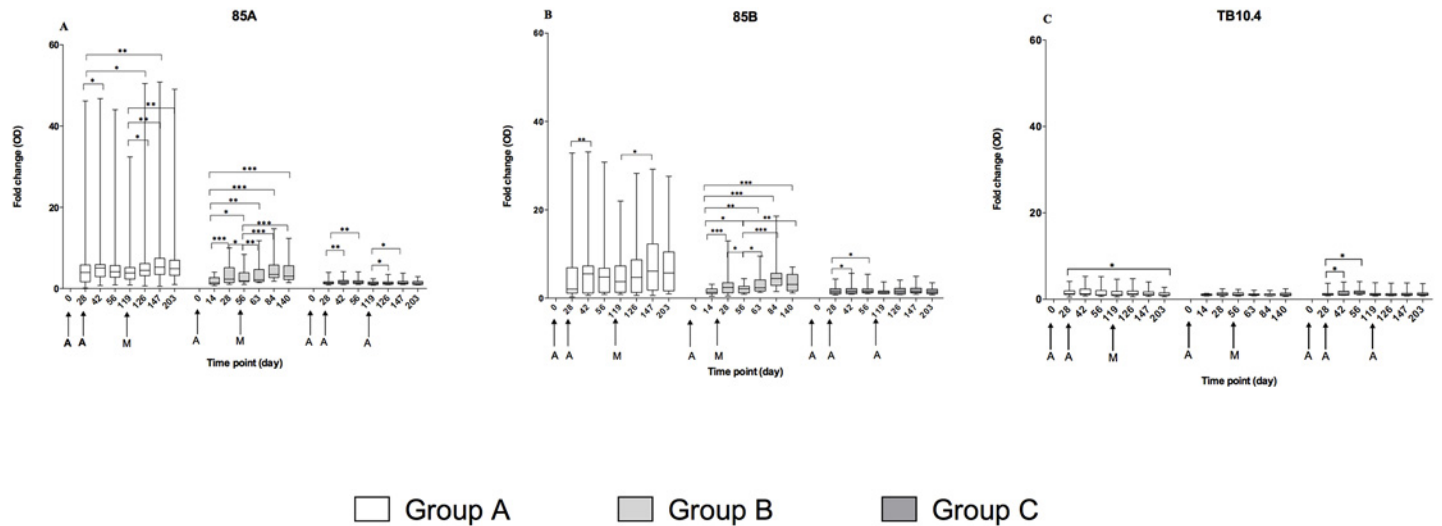 A
85A
60
40
20
0
Fold change (OD)
** * * ** ** *
*** *** ** * *** *** *** * **
** ** * *
0 28 42 56 119 126 147 203 0 14 28 56 63 84 140 0 28 42 56 119 126 147 203
A A M A M A A A
Time point (day)
B
85B
60
40
20
0
Fold change (OD)
** *
*** *** ** * ** *** *** * *
* *
0 28 42 56 119 126 147 203 0 14 28 56 63 84 140 0 28 42 56 119 126 147 203
A A M A M A A A
Time point (day)
C
TB10.4
60
40
20
0
Fold change (OD)
* * *
0 28 42 56 119 126 147 203 0 14 28 56 63 84 140 0 28 42 56 119 126 147 203
A A M A M A A A
Time point (day)
Group A Group B Group C